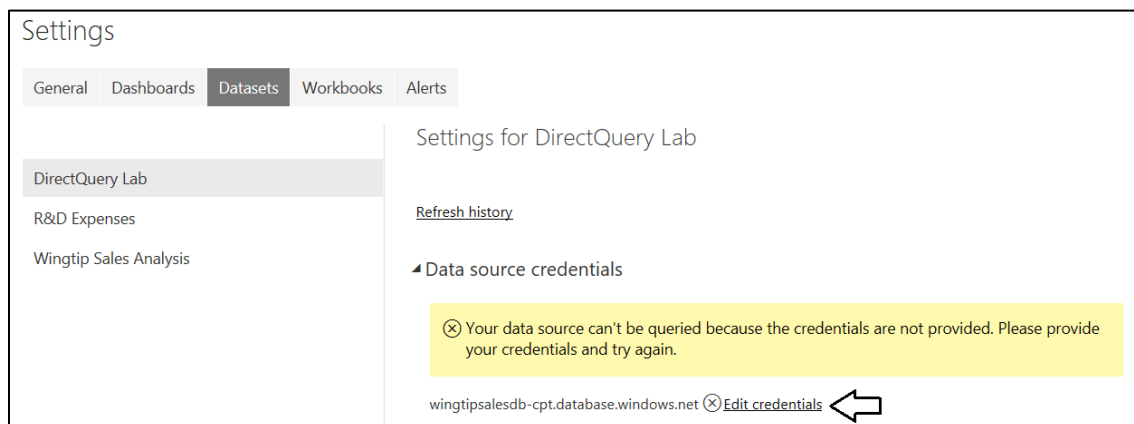 Settings
General Dashboards Datasets Workbooks Alerts
Settings for DirectQuery Lab
DirectQuery Lab
R&D Expenses
Wingtip Sales Analysis
Refresh history
Data source credentials
Your data source can't be queried because the credentials are not provided. Please provide
your credentials and try again.
wingtipsalesdb-cpt.database.windows.net Edit credentials